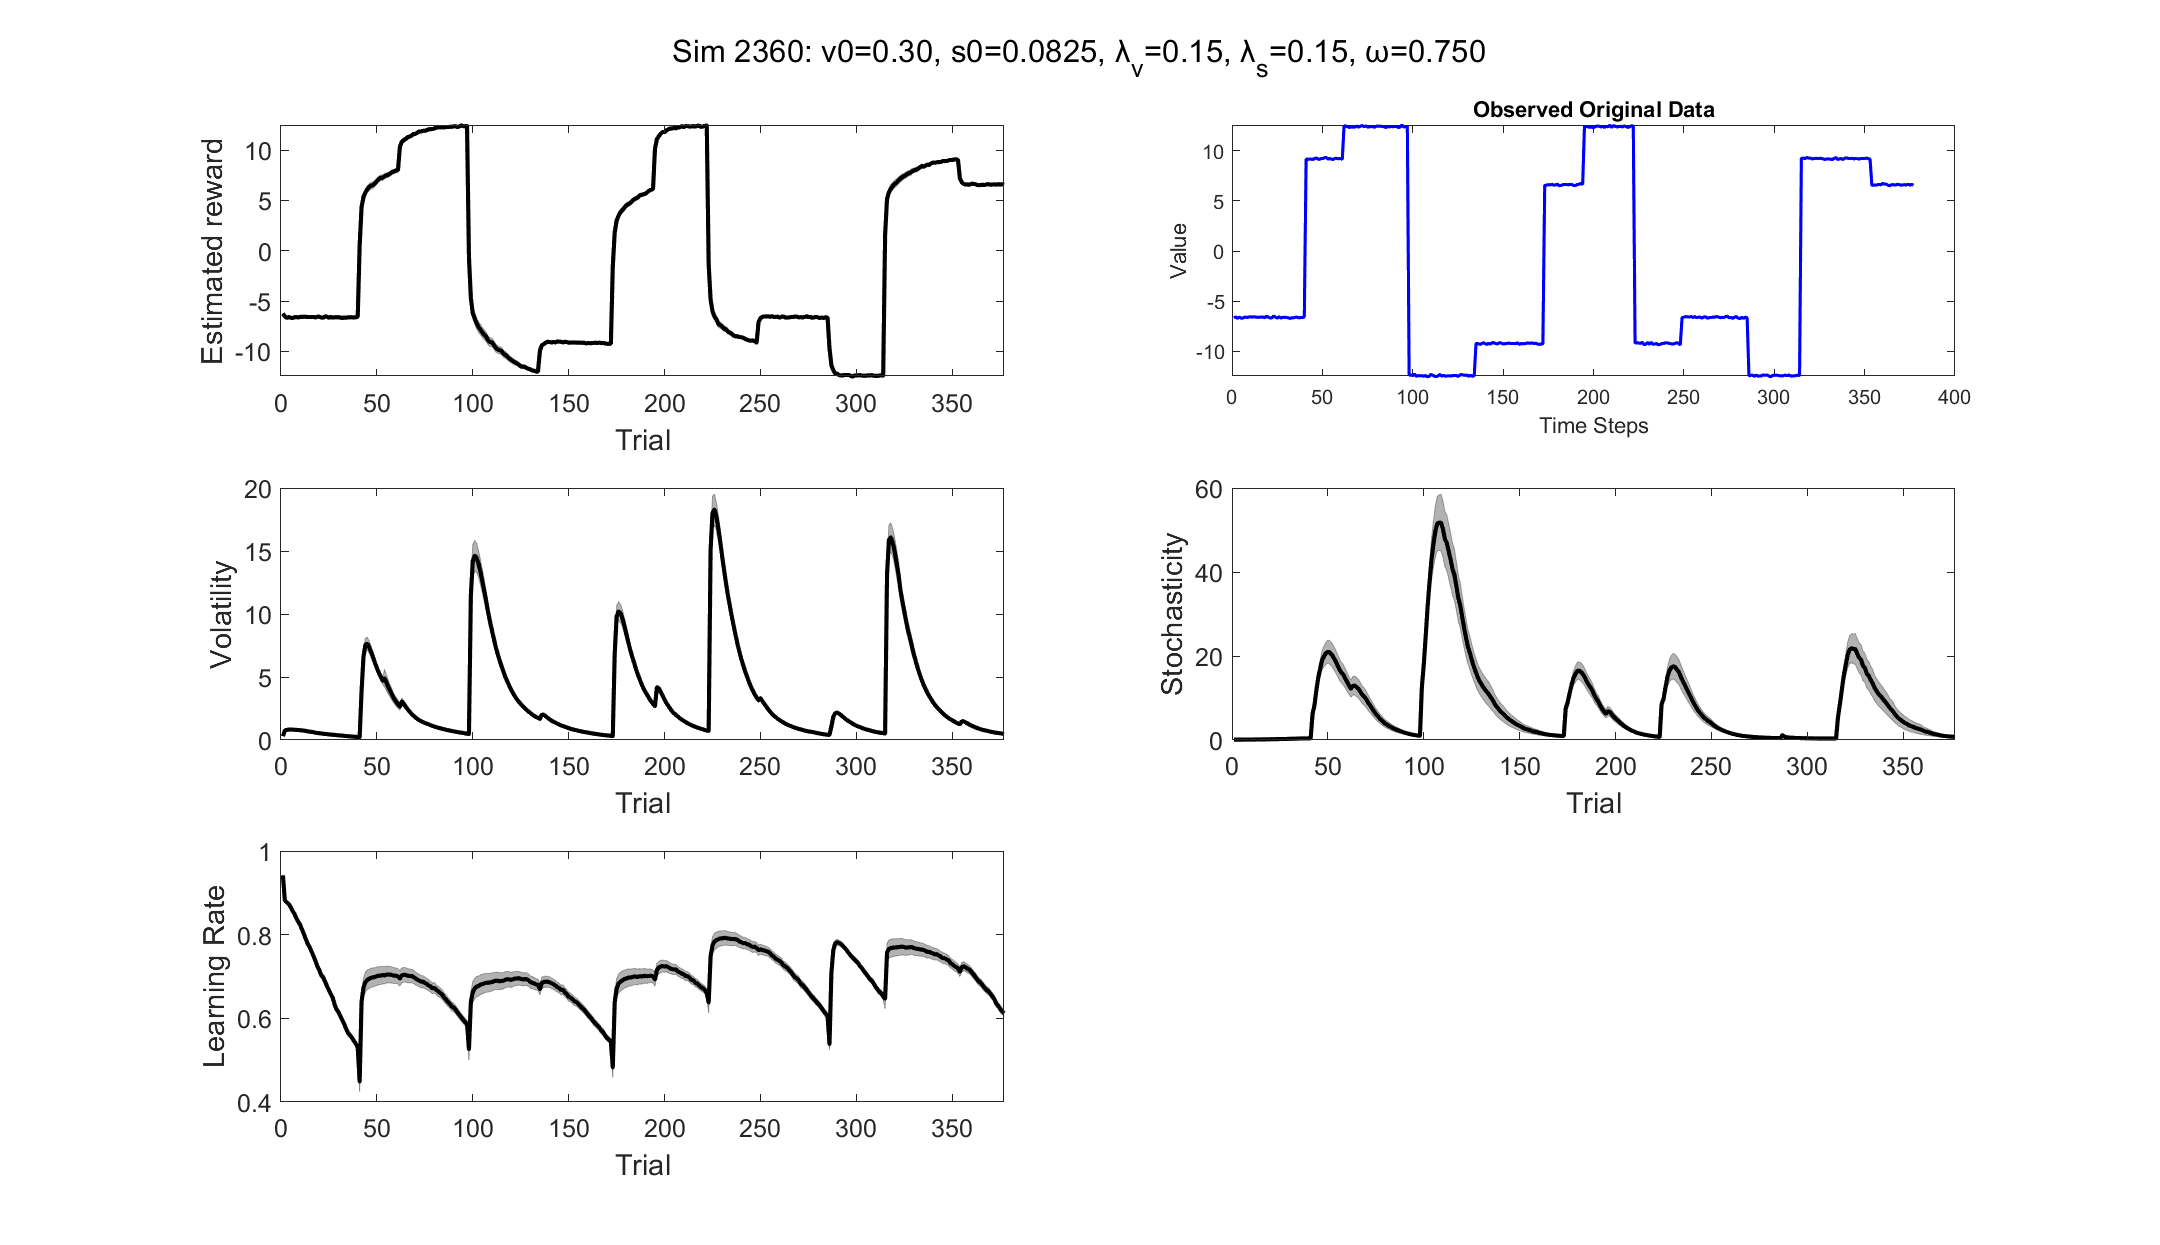 Sim 2360: v0=0.30, s0=0.0825, λ_v=0.15, λ_s=0.15, ω=0.750
Estimated reward
10
5
0
-5
-10
0 50 100 150 200 250 300 350
Trial
Observed Original Data
Value
10
5
0
-5
-10
0 50 100 150 200 250 300 350 400
Time Steps
Volatility
20
15
10
5
0
0 50 100 150 200 250 300 350
Trial
Stochasticity
60
40
20
0
0 50 100 150 200 250 300 350
Trial
Learning Rate
1
0.8
0.6
0.4
0 50 100 150 200 250 300 350
Trial